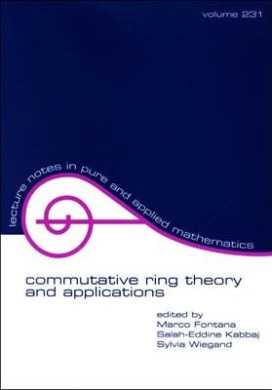 volume 231
lecture notes in pure and applied mathematics
commutative ring theory
and applications
edited by
Marco Fontana
Salah-Eddine Kabbaj
Sylvia Wiegand